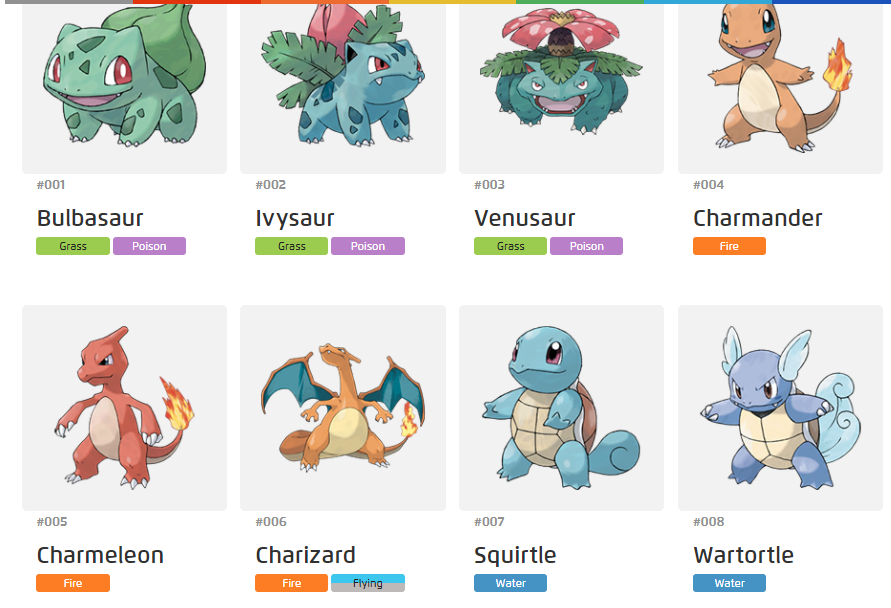 #001 #002 #003 #004
Bulbasaur Ivysaur Venusaur Charmander
Grass Poison Grass Poison Grass Poison Fire
#005 #006 #007 #008
Charmeleon Charizard Squirtle Wartortle
Fire Fire Flying Water Water